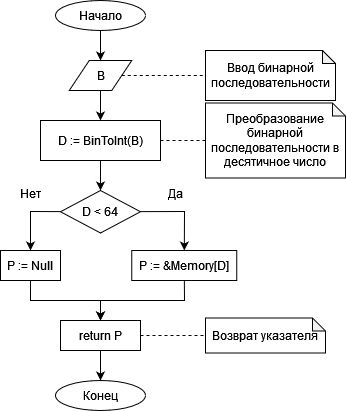 Начало
B
Ввод бинарной
последовательности
D := BinToInt(B)
Преобразование
бинарной
последовательности в
десятичное число
Нет
Да
D < 64
P := Null
P := &Memory[D]
return P
Возврат указателя
Конец